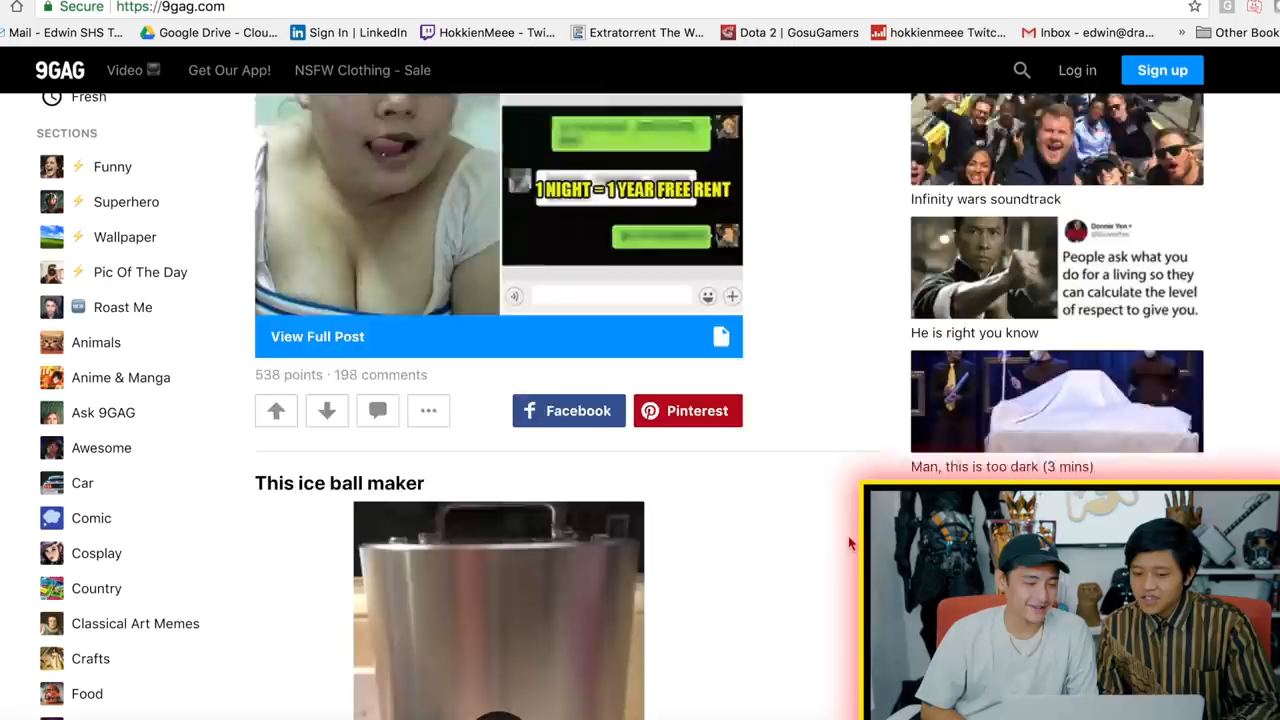 Secure https://9gag.com
Mail - Edwin SHS T...
Google Drive - Clou...
Sign In | LinkedIn
HokkienMeee - Twi...
Extratorrent The W...
Dota 2 | GosuGamers
hokkienmeee Twitc...
Inbox - edwin@dra...
»
Other Book
9GAG
Video
Get Our App!
NSFW Clothing - Sale
Log in
Sign up
Fresh
SECTIONS
Funny
Superhero
Wallpaper
Pic Of The Day
Roast Me
Animals
Anime & Manga
Ask 9GAG
Awesome
Car
Comic
Cosplay
Country
Classical Art Memes
Crafts
Food
1 NIGHT = 1 YEAR FREE RENT
View Full Post
538 points · 198 comments
Facebook
Pinterest
This ice ball maker
Infinity wars soundtrack
Donnie Yen
People ask what you
do for a living so they
can calculate the level
of respect to give you.
He is right you know
Man, this is too dark (3 mins)